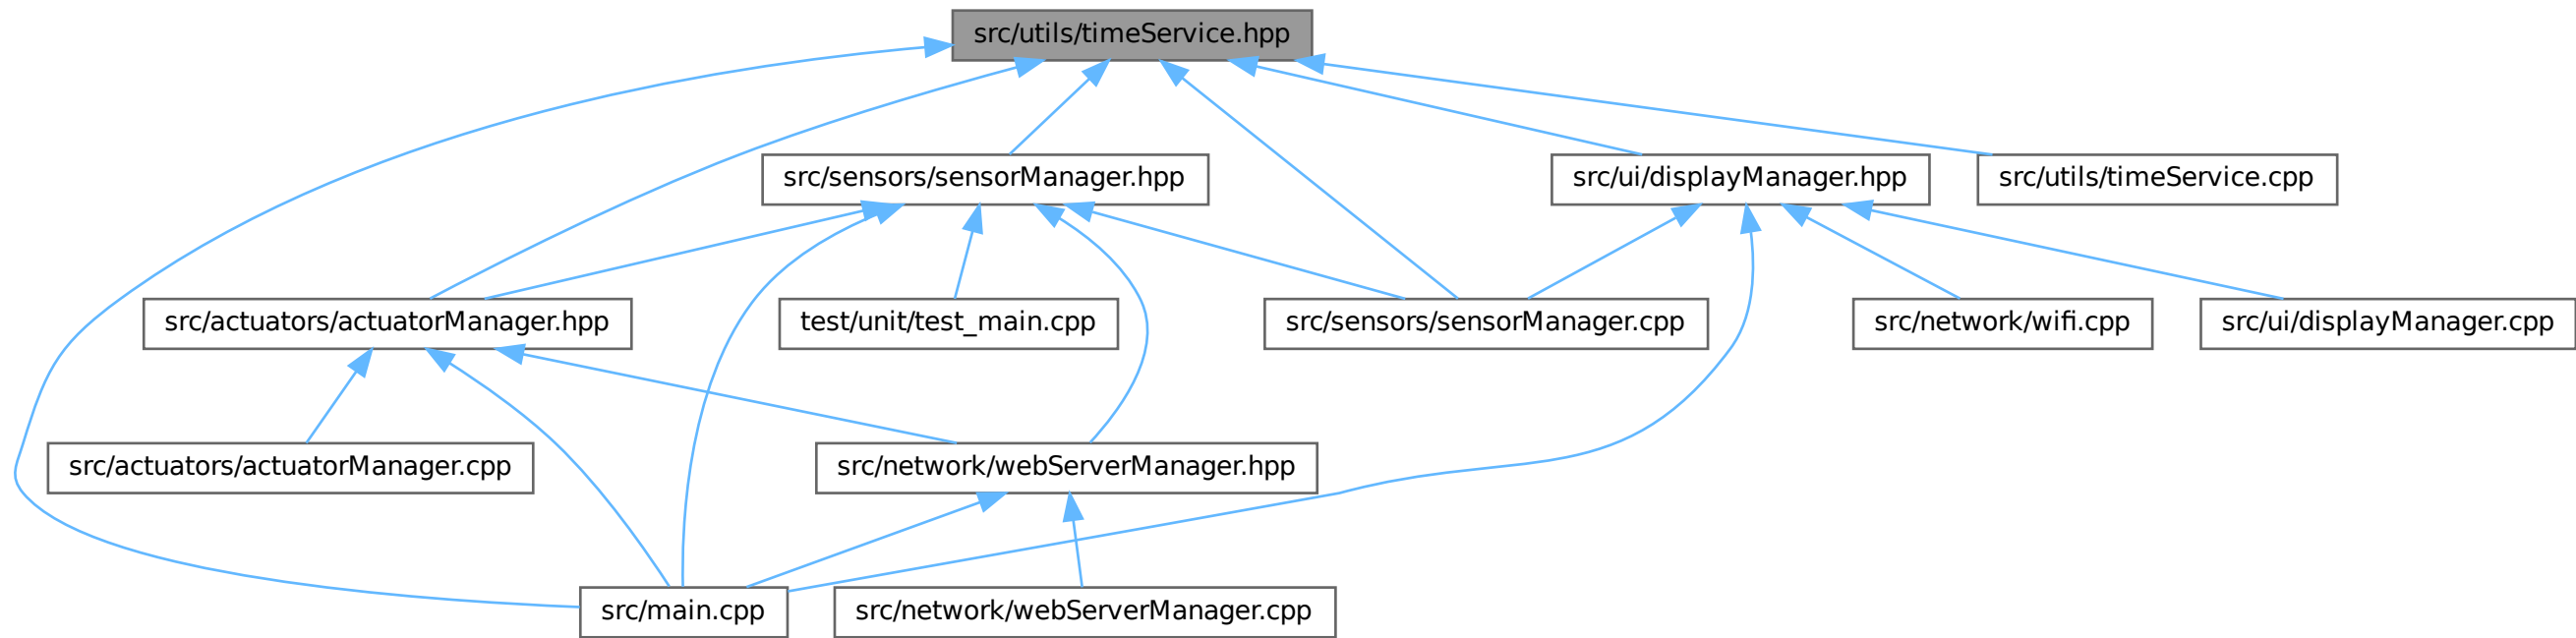 src/utils/timeService.hpp
src/sensors/sensorManager.hpp
src/ui/displayManager.hpp
src/utils/timeService.cpp
src/actuators/actuatorManager.hpp
test/unit/test_main.cpp
src/sensors/sensorManager.cpp
src/network/wifi.cpp
src/ui/displayManager.cpp
src/actuators/actuatorManager.cpp
src/network/webServerManager.hpp
src/main.cpp
src/network/webServerManager.cpp